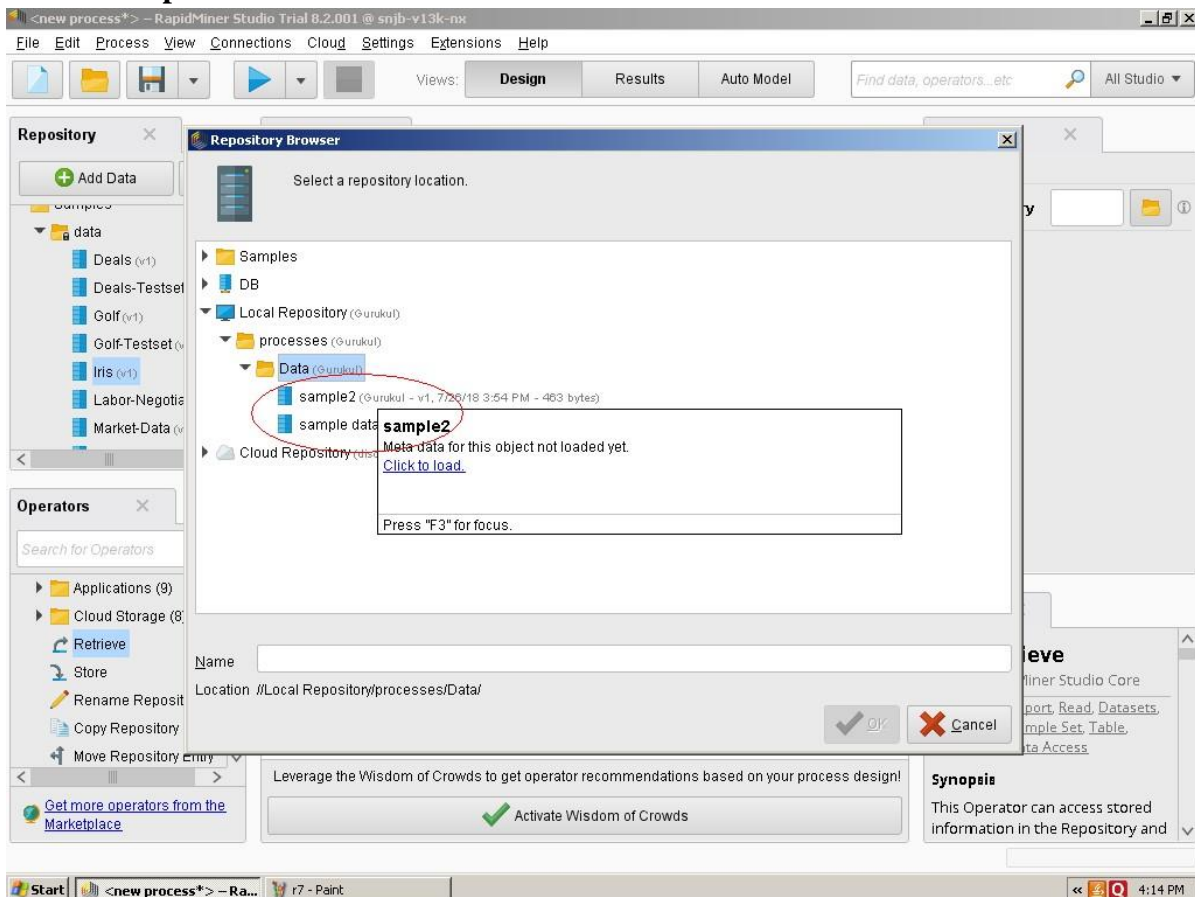 <new process*> – RapidMiner Studio Trial 8.2.001 @ snjb-v13k-nx
File Edit Process View Connections Cloud Settings Extensions Help
Views: Design Results Auto Model Find data, operators...etc All Studio
Repository
Repository Browser
Add Data
Select a repository location.
data
Deals (v1)
Deals-Testset
Golf (v1)
Golf-Testset
Iris (v1)
Labor-Negotia
Market-Data
Samples
DB
Local Repository (Gurukul)
processes (Gurukul)
Data (Gurukul)
sample2 (Gurukul – v1, 7/26/18 3:54 PM – 463 bytes)
sample data
Cloud Repository
sample2
Meta data for this object not loaded yet.
Click to load.
Press "F3" for focus.
Operators
Search for Operators
Applications (9)
Cloud Storage (8)
Retrieve
Store
Rename Reposit
Copy Repository
Move Repository Entry
Get more operators from the
Marketplace
Name
Location //Local Repository/processes/Data/
OK Cancel
Leverage the Wisdom of Crowds to get operator recommendations based on your process design!
Activate Wisdom of Crowds
ieve
Miner Studio Core
port, Read, Datasets,
mple Set, Table,
ta Access
Synopsis
This Operator can access stored
information in the Repository and
Start <new process*> – Ra... r7 - Paint 4:14 PM